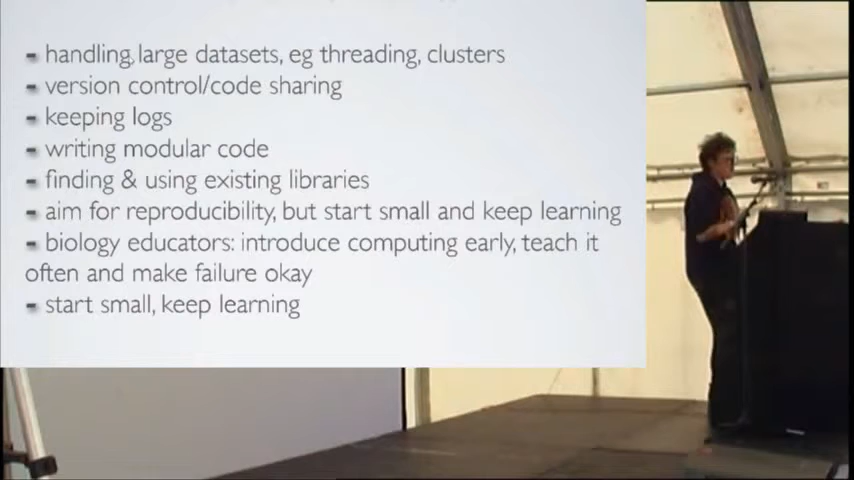 - handling, large datasets, eg threading, clusters
- version control/code sharing
- keeping logs
- writing modular code
- finding & using existing libraries
- aim for reproducibility, but start small and keep learning
- biology educators: introduce computing early, teach it
often and make failure okay
- start small, keep learning